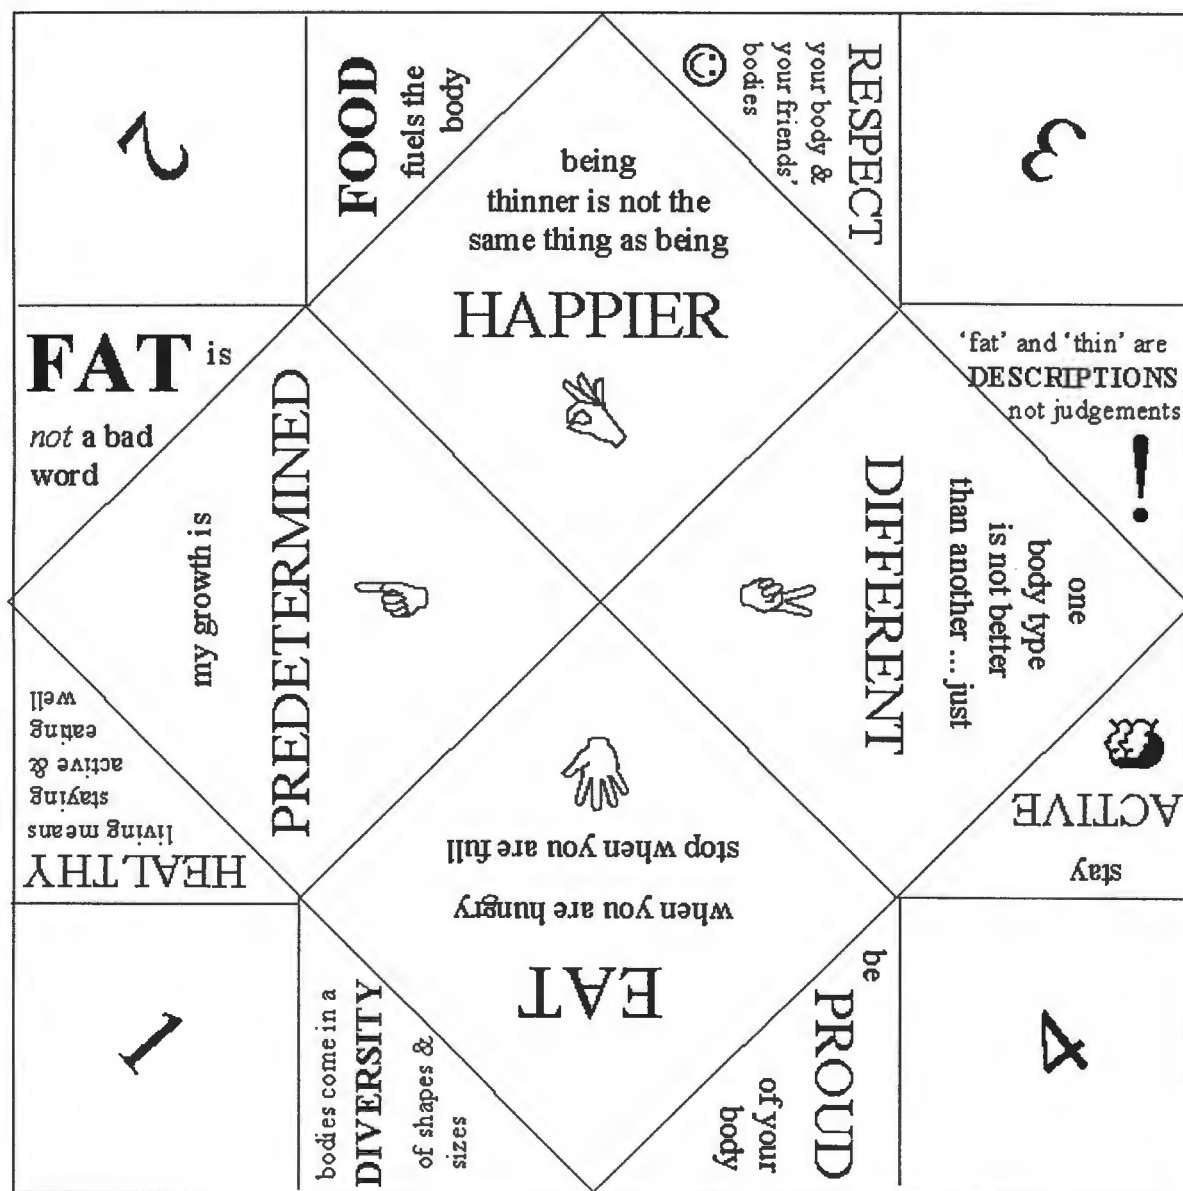 2
FOOD
fuels the
body
RESPECT
your body &
your friends'
bodies
3
being
thinner is not the
same thing as being
HAPPIER
FAT is
not a bad
word
'fat' and 'thin' are
DESCRIPTIONS
not judgements
!
my growth is
PREDETERMINED
one
body type
is not better
than another ... just
DIFFERENT
HEALTHY
living means
staying
active &
eating
well
stay
ACTIVE
EAT
when you are hungry
stop when you are full
1
bodies come in a
DIVERSITY
of shapes &
sizes
be
PROUD
of your
body
4